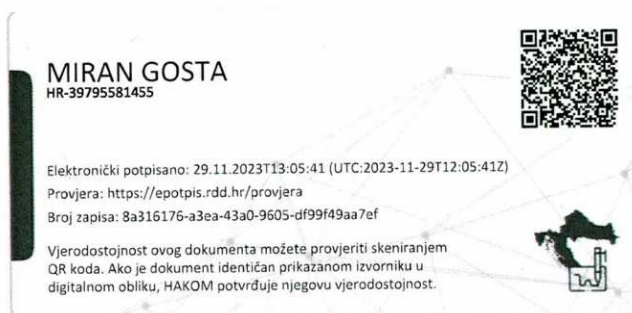 MIRAN GOSTA
HR-39795581455
Elektronički potpisano: 29.11.2023T13:05:41 (UTC:2023-11-29T12:05:41Z)
Provjera: https://epotpis.rdd.hr/provjera
Broj zapisa: 8a316176-a3ea-43a0-9605-df99f49aa7ef
Vjerodostojnost ovog dokumenta možete provjeriti skeniranjem
QR koda. Ako je dokument identičan prikazanom izvorniku u
digitalnom obliku, HAKOM potvrđuje njegovu vjerodostojnost.